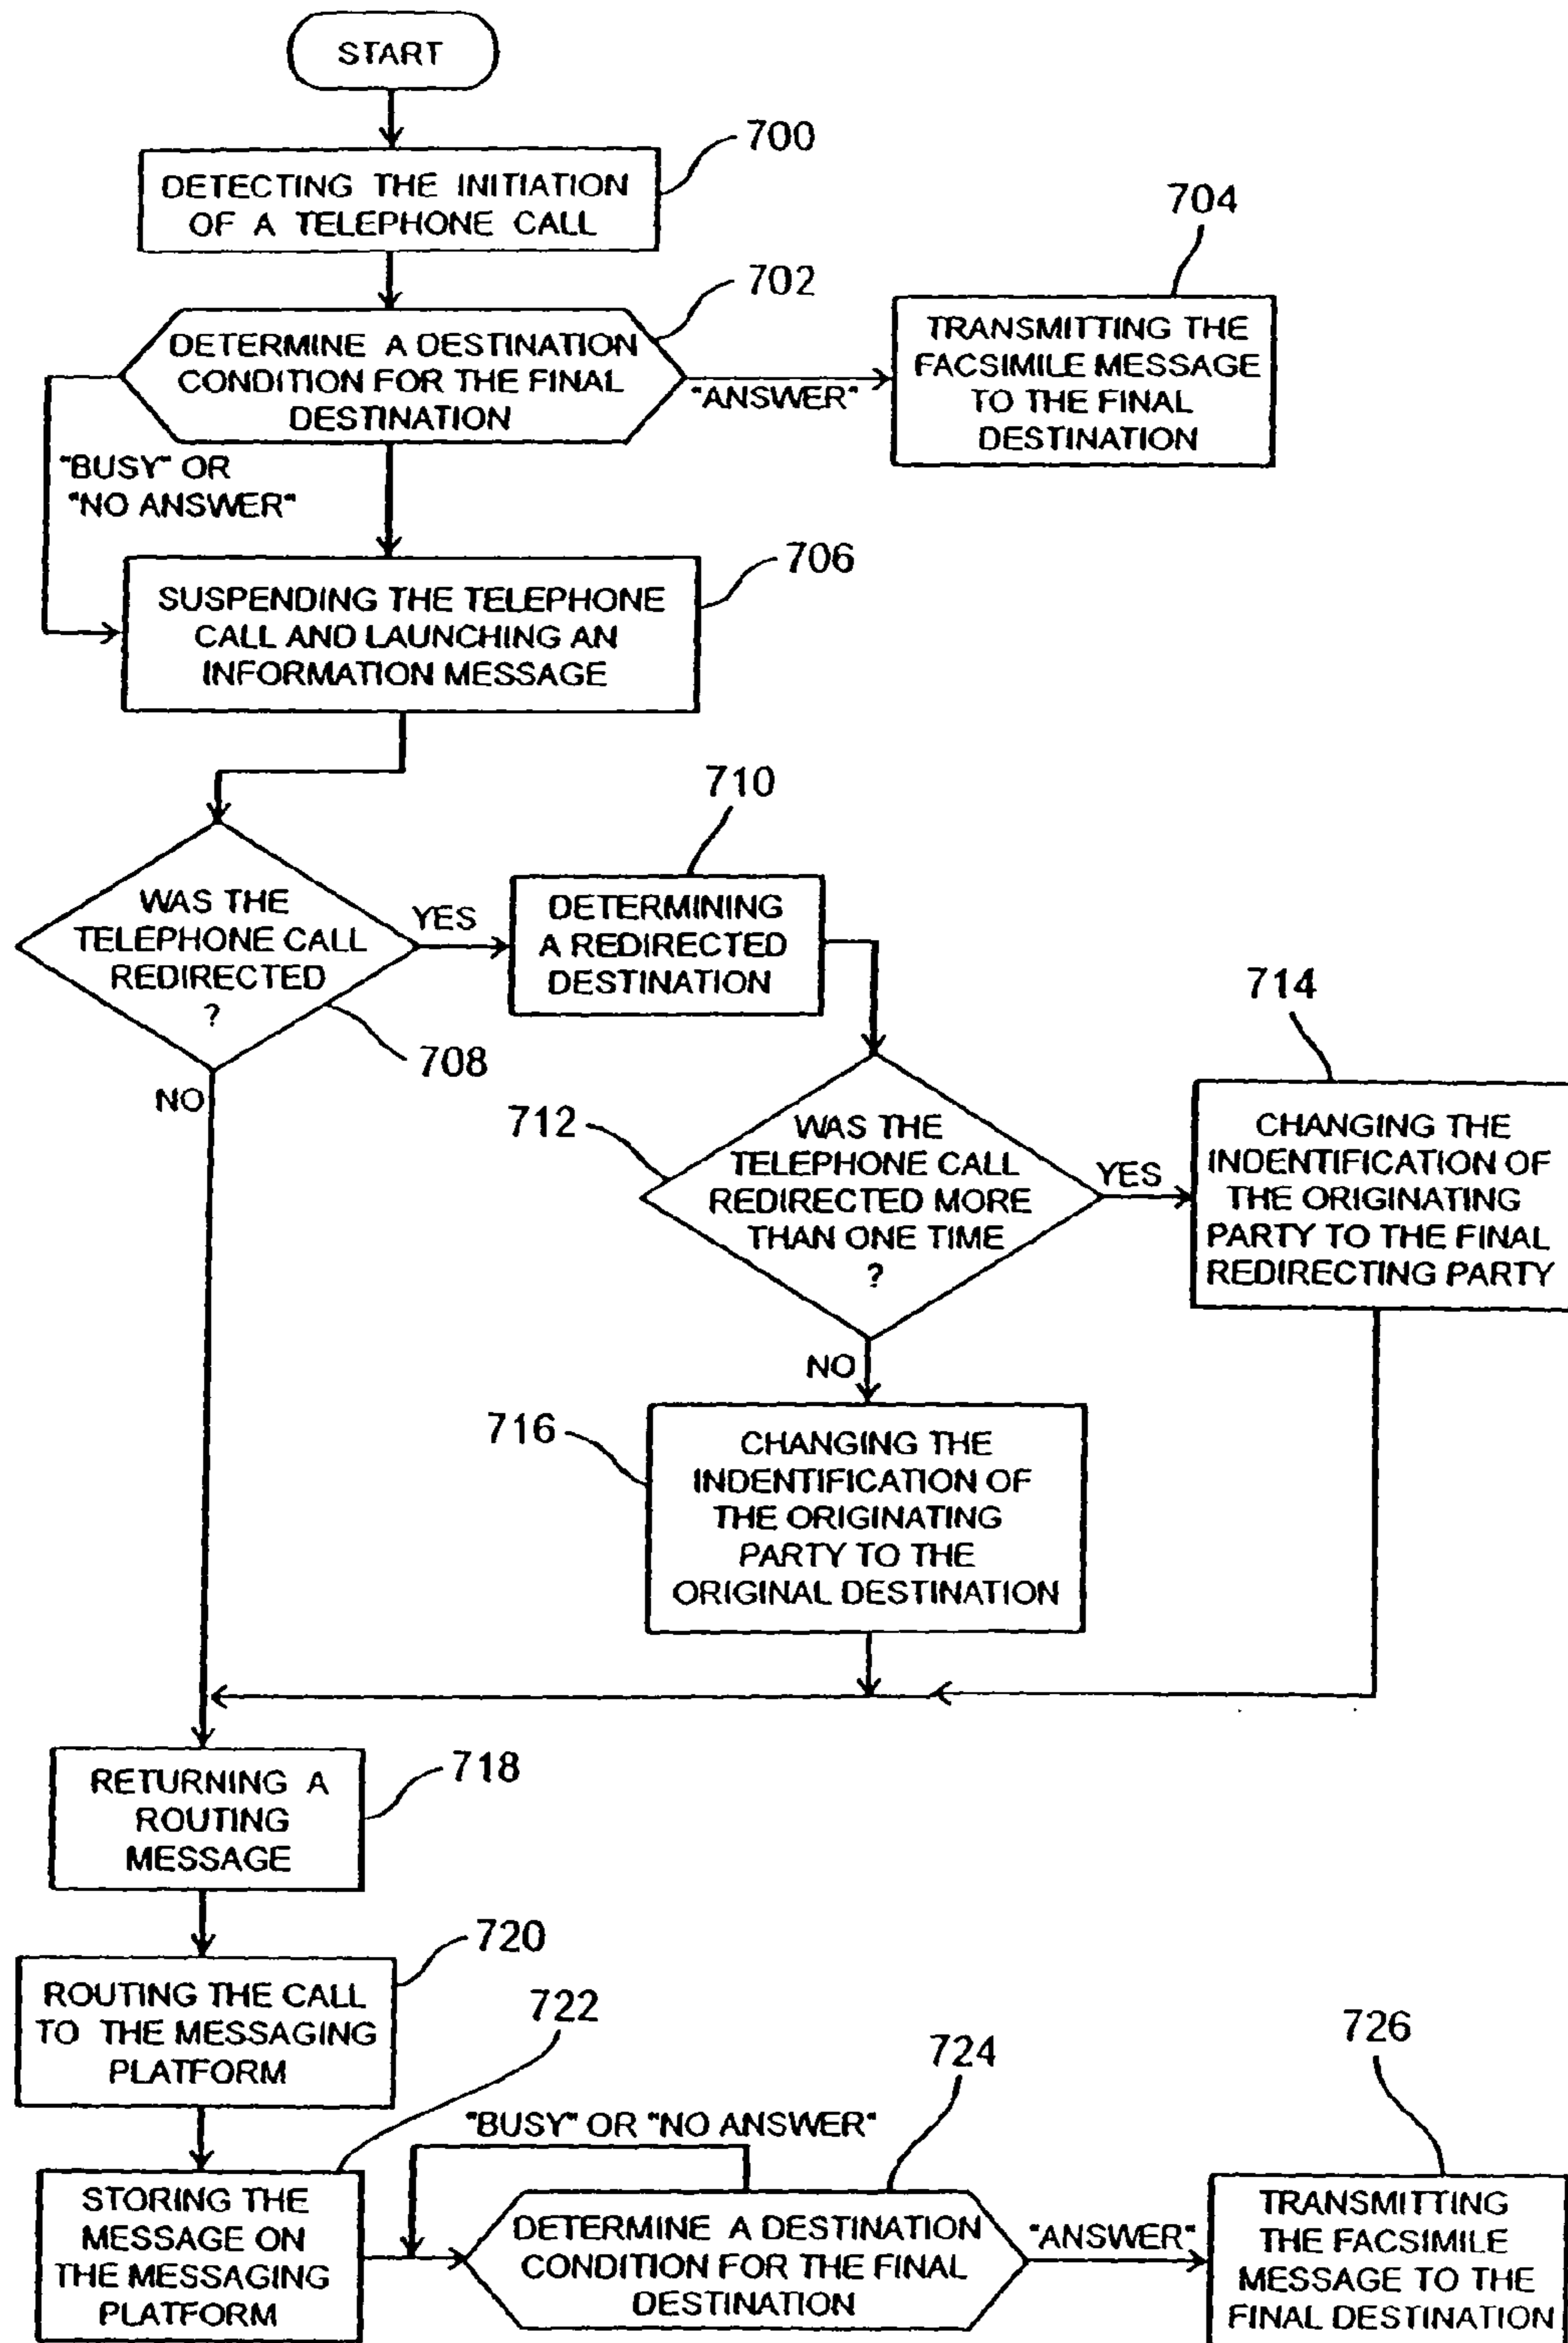 START
700
DETECTING THE INITIATION
OF A TELEPHONE CALL
702
704
DETERMINE A DESTINATION
CONDITION FOR THE FINAL
DESTINATION
"ANSWER"
TRANSMITTING THE
FACSIMILE MESSAGE
TO THE FINAL
DESTINATION
"BUSY" OR
"NO ANSWER"
706
SUSPENDING THE TELEPHONE
CALL AND LAUNCHING AN
INFORMATION MESSAGE
WAS THE
TELEPHONE CALL
REDIRECTED
?
708
YES
NO
710
DETERMINING
A REDIRECTED
DESTINATION
712
WAS THE
TELEPHONE CALL
REDIRECTED MORE
THAN ONE TIME
?
YES
NO
714
CHANGING THE
INDENTIFICATION OF
THE ORIGINATING
PARTY TO THE FINAL
REDIRECTING PARTY
716
CHANGING THE
INDENTIFICATION OF
THE ORIGINATING
PARTY TO THE
ORIGINAL DESTINATION
718
RETURNING A
ROUTING
MESSAGE
720
ROUTING THE CALL
TO THE MESSAGING
PLATFORM
722
STORING THE
MESSAGE ON
THE MESSAGING
PLATFORM
"BUSY" OR "NO ANSWER"
724
DETERMINE A DESTINATION
CONDITION FOR THE FINAL
DESTINATION
"ANSWER"
726
TRANSMITTING
THE FACSIMILE
MESSAGE TO THE
FINAL DESTINATION